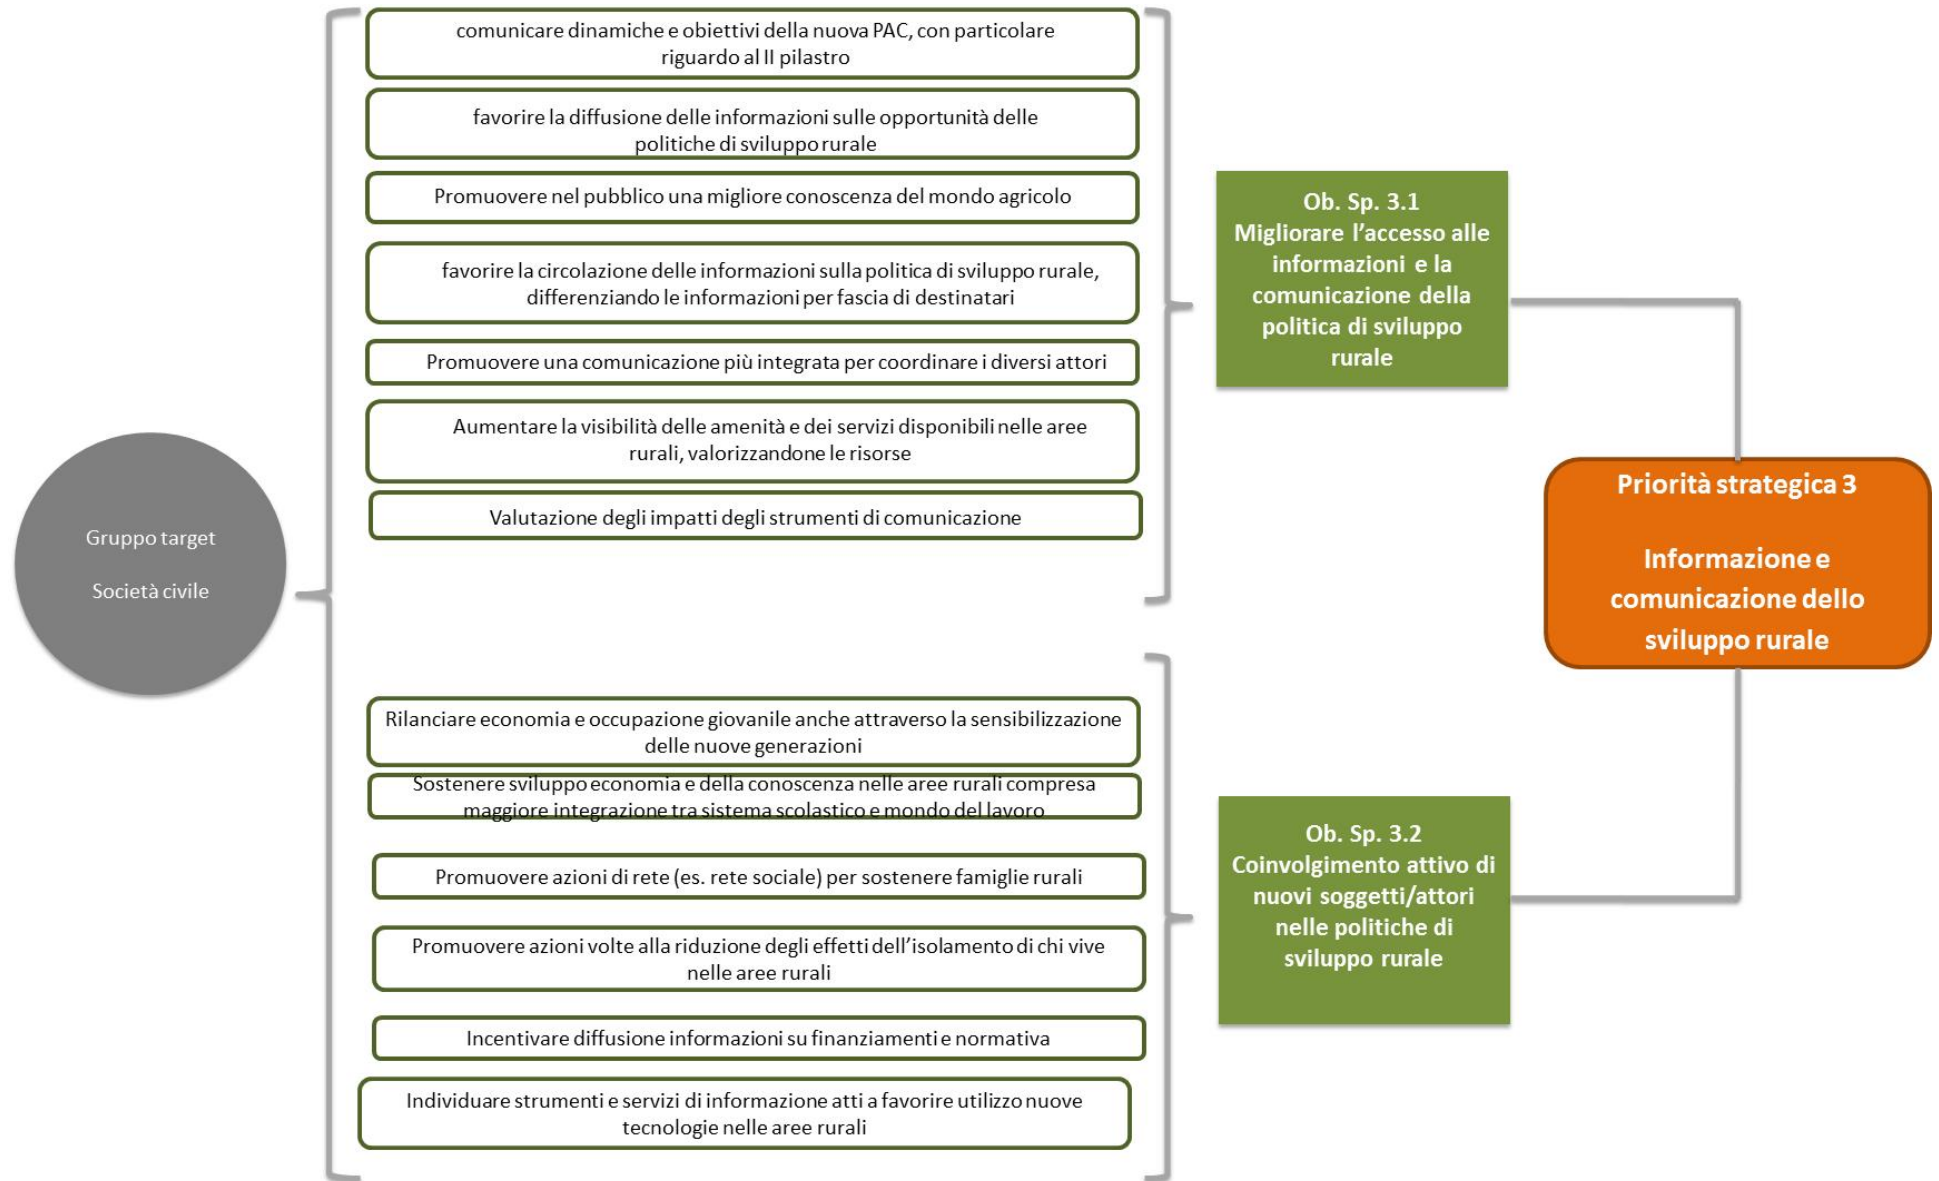 comunicare dinamiche e obiettivi della nuova PAC, con particolare
riguardo al II pilastro
favorire la diffusione delle informazioni sulle opportunità delle
politiche di sviluppo rurale
Promuovere nel pubblico una migliore conoscenza del mondo agricolo
favorire la circolazione delle informazioni sulla politica di sviluppo rurale,
differenziando le informazioni per fascia di destinatari
Promuovere una comunicazione più integrata per coordinare i diversi attori
Aumentare la visibilità delle amenità e dei servizi disponibili nelle aree
rurali, valorizzandone le risorse
Valutazione degli impatti degli strumenti di comunicazione
Gruppo target
Società civile
Rilanciare economia e occupazione giovanile anche attraverso la sensibilizzazione
delle nuove generazioni
Sostenere sviluppo economia e della conoscenza nelle aree rurali compresa
maggiore integrazione tra sistema scolastico e mondo del lavoro
Promuovere azioni di rete (es. rete sociale) per sostenere famiglie rurali
Promuovere azioni volte alla riduzione degli effetti dell'isolamento di chi vive
nelle aree rurali
Incentivare diffusione informazioni su finanziamenti e normativa
Individuare strumenti e servizi di informazione atti a favorire utilizzo nuove
tecnologie nelle aree rurali
Ob. Sp. 3.1
Migliorare l'accesso alle
informazioni e la
comunicazione della
politica di sviluppo
rurale
Ob. Sp. 3.2
Coinvolgimento attivo di
nuovi soggetti/attori
nelle politiche di
sviluppo rurale
Priorità strategica 3
Informazione e
comunicazione dello
sviluppo rurale